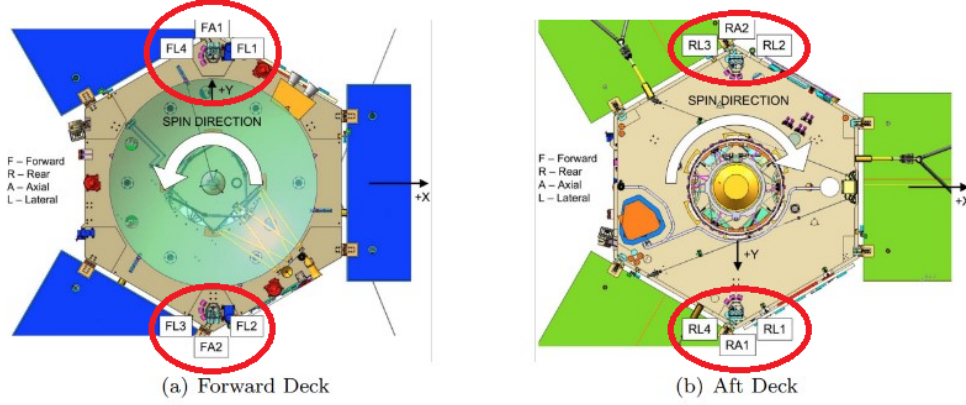 FA1
FL4 FL1
+Y
SPIN DIRECTION
F – Forward
R – Rear
A – Axial
L – Lateral
+X
FL3 FL2
FA2
(a) Forward Deck
RA2
RL3 RL2
SPIN DIRECTION
F – Forward
R – Rear
A – Axial
L – Lateral
+X
+Y
RL4 RL1
RA1
(b) Aft Deck